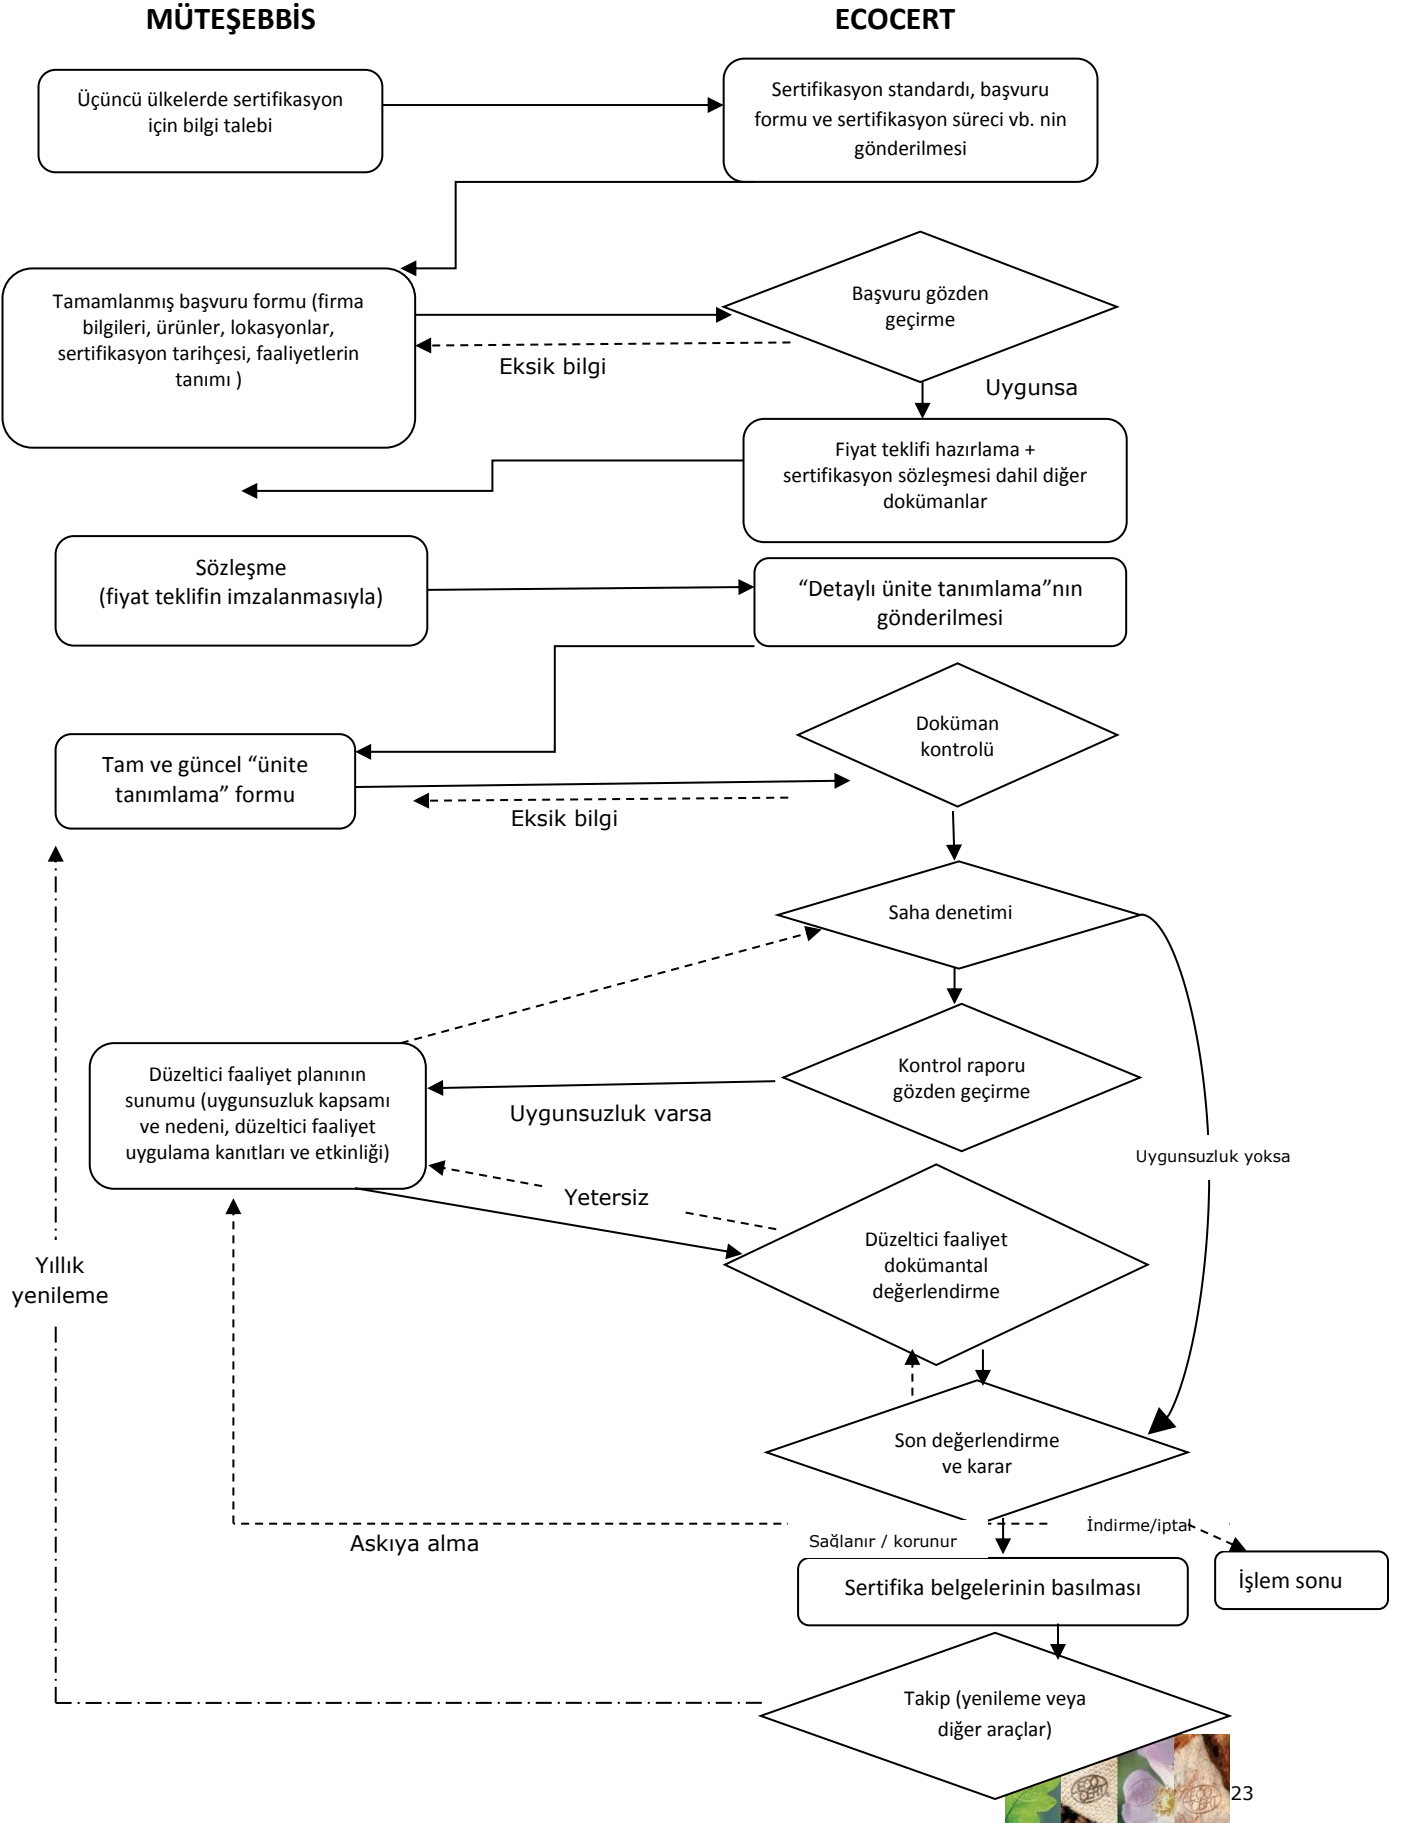 MÜTEŞEBBİS
ECOCERT
Üçüncü ülkelerde sertifikasyon
için bilgi talebi
Sertifikasyon standardı, başvuru
formu ve sertifikasyon süreci vb. nin
gönderilmesi
Tamamlanmış başvuru formu (firma
bilgileri, ürünler, lokasyonlar,
sertifikasyon tarihçesi, faaliyetlerin
tanımı )
Başvuru gözden
geçirme
Eksik bilgi
Uygunsa
Fiyat teklifi hazırlama +
sertifikasyon sözleşmesi dahil diğer
dokümanlar
Sözleşme
(fiyat teklifin imzalanmasıyla)
“Detaylı ünite tanımlama”nın
gönderilmesi
Doküman
kontrolü
Tam ve güncel “ünite
tanımlama” formu
Eksik bilgi
Saha denetimi
Kontrol raporu
gözden geçirme
Düzeltici faaliyet planının
sunumu (uygunsuzluk kapsamı
ve nedeni, düzeltici faaliyet
uygulama kanıtları ve etkinliği)
Uygunsuzluk varsa
Uygunsuzluk yoksa
Yetersiz
Düzeltici faaliyet
dokümantal
değerlendirme
Yıllık
yenileme
Son değerlendirme
ve karar
Askıya alma
Sağlanır / korunur
İndirme/iptal
Sertifika belgelerinin basılması
İşlem sonu
Takip (yenileme veya
diğer araçlar)
ECO
CERT
23